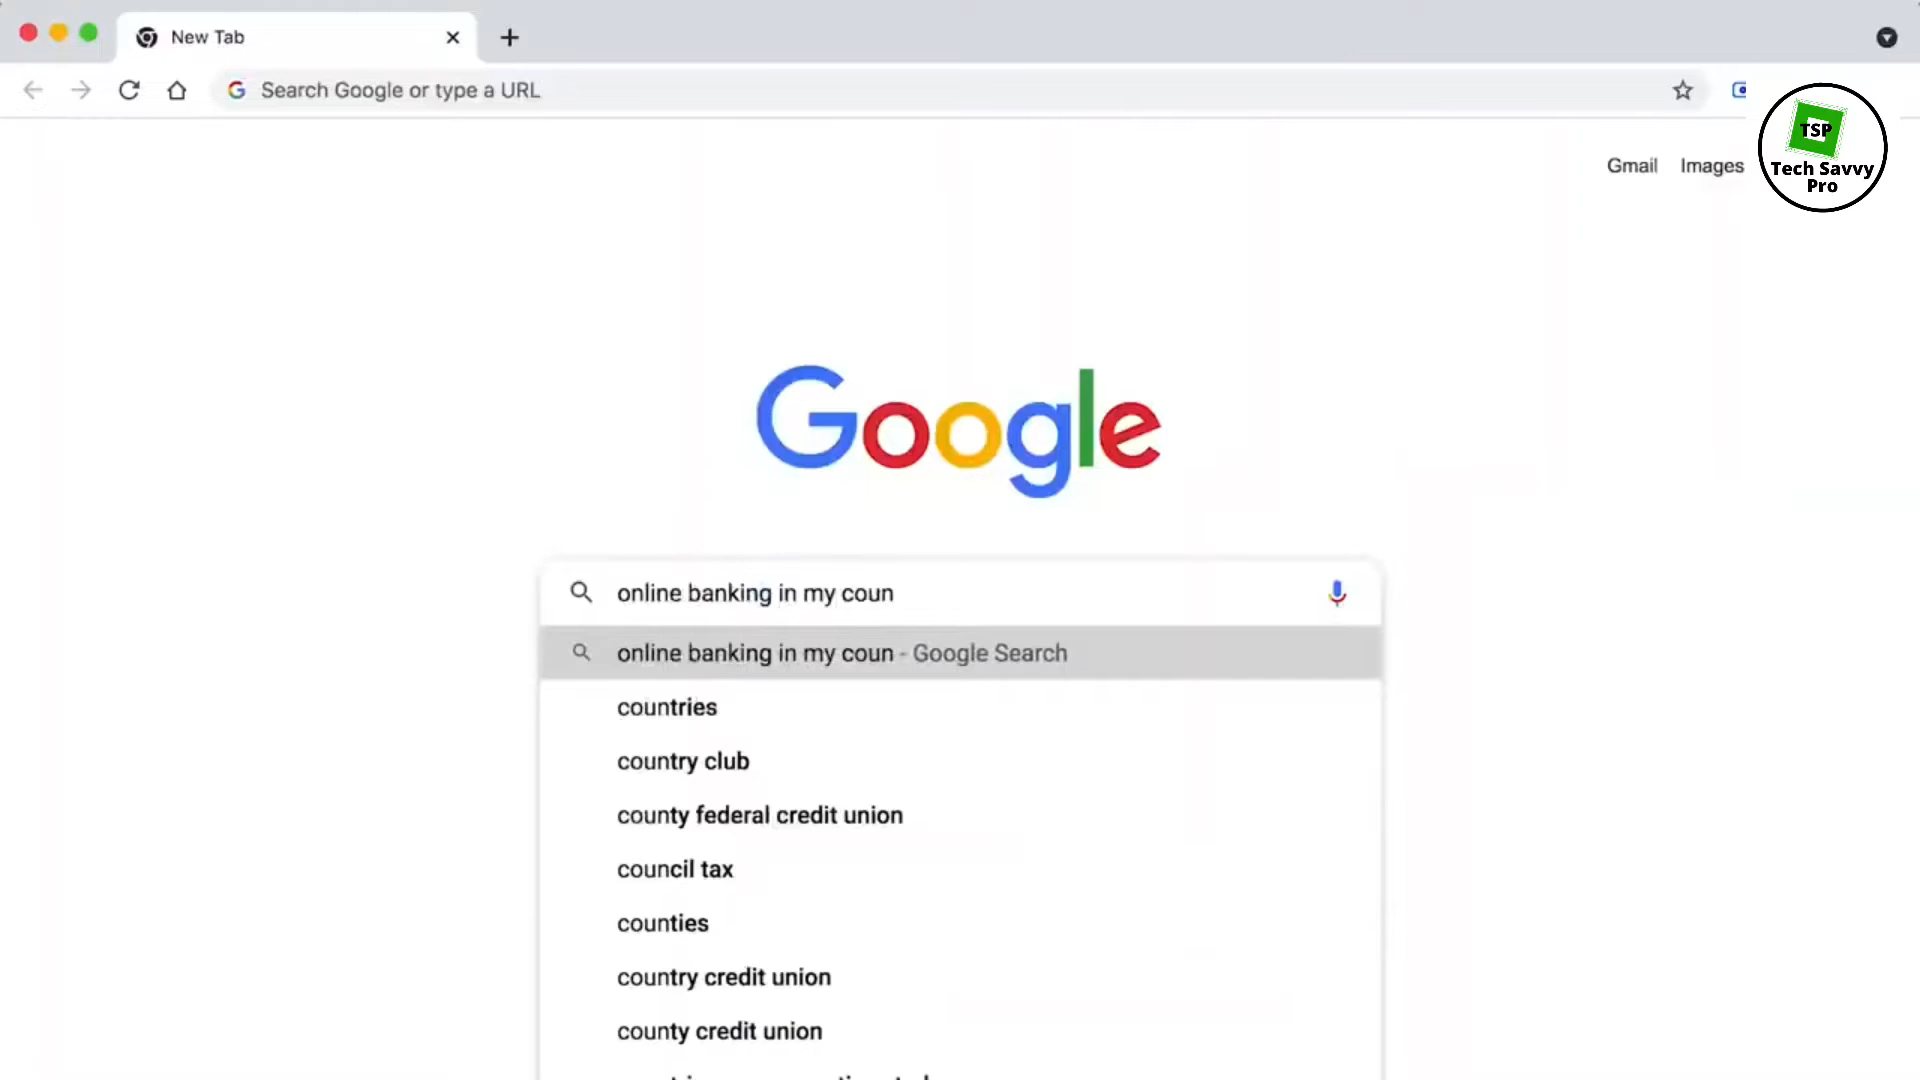 New Tab
Search Google or type a URL
Gmail Images
TSP
Tech Savvy
Pro
Google
online banking in my coun
online banking in my coun - Google Search
countries
country club
county federal credit union
council tax
counties
country credit union
county credit union